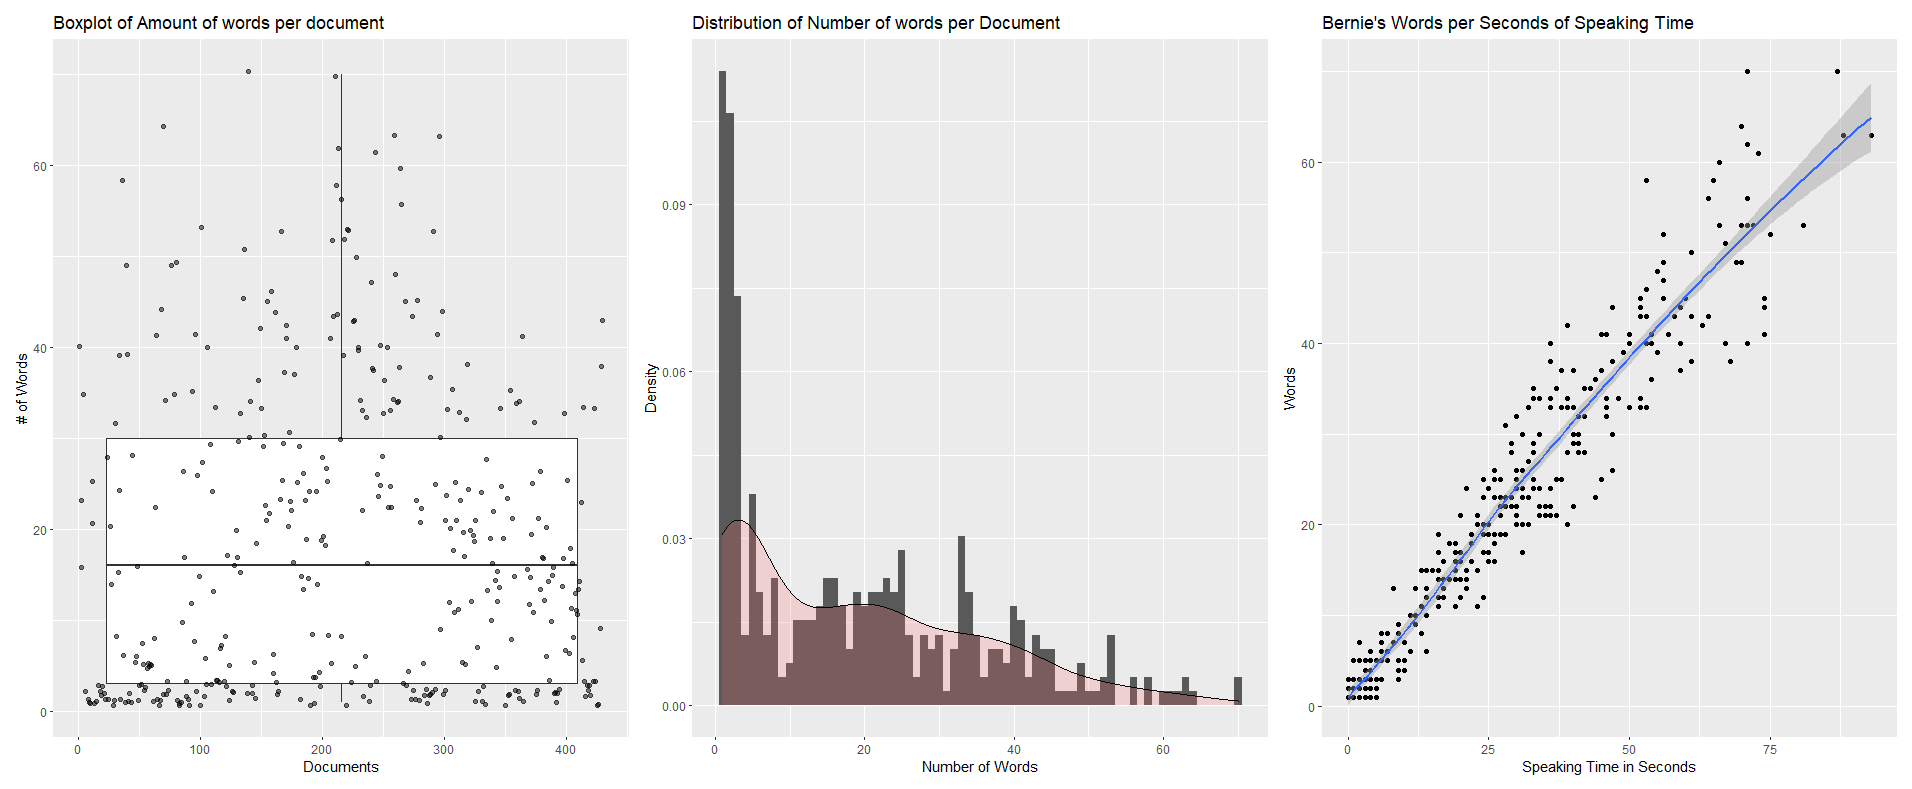 Boxplot of Amount of words per document
# of Words
60
40
20
0
0 100 200 300 400
Documents
Distribution of Number of words per Document
Density
0.09
0.06
0.03
0.00
0 20 40 60
Number of Words
Bernie's Words per Seconds of Speaking Time
Words
60
40
20
0
0 25 50 75
Speaking Time in Seconds